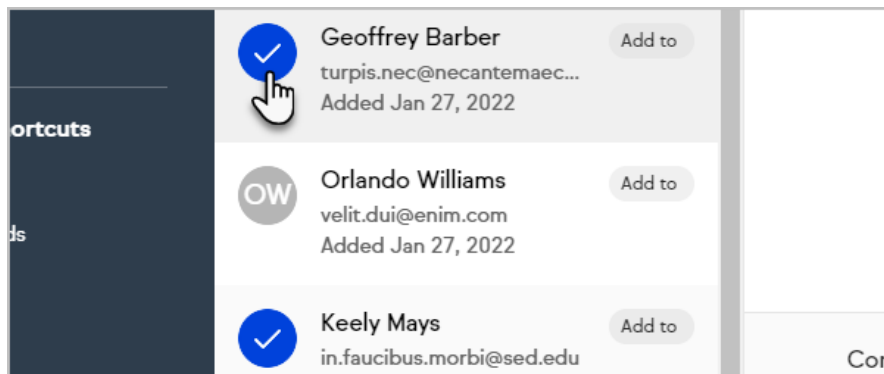 Geoffrey Barber
Add to
turpis.nec@necantemaec...
Added Jan 27, 2022
ortcuts
OW
Orlando Williams
Add to
velit.dui@enim.com
Added Jan 27, 2022
ds
Keely Mays
Add to
in.faucibus.morbi@sed.edu
Cor